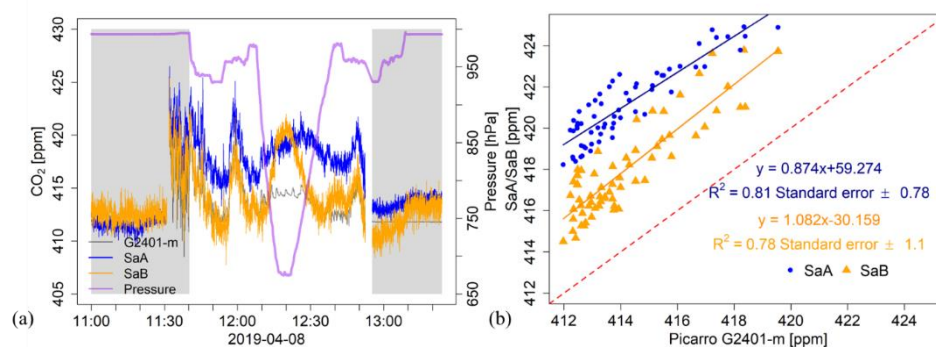 430
425
420
415
410
405
CO2 [ppm]
950
850
750
650
Pressure [hPa]
G2401-m
SaA
SaB
Pressure
11:00 11:30 12:00 12:30 13:00
2019-04-08
(a)
424
422
420
418
416
414
412
SaA/SaB [ppm]
y = 0.874x+59.274
R2 = 0.81 Standard error ± 0.78
y = 1.082x-30.159
R2 = 0.78 Standard error ± 1.1
SaA SaB
412 414 416 418 420 422 424
Picarro G2401-m [ppm]
(b)